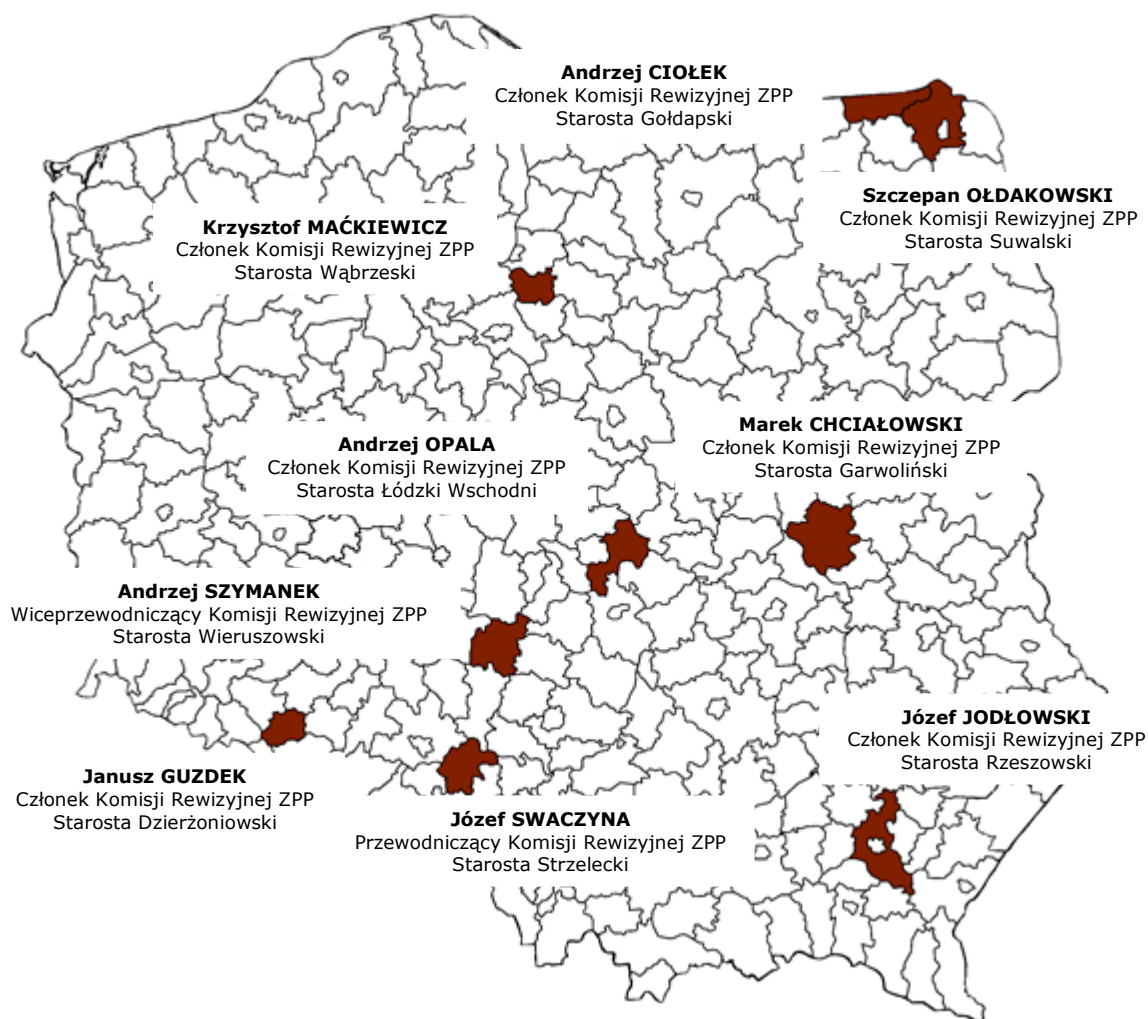 Andrzej CIOŁEK
Członek Komisji Rewizyjnej ZPP
Starosta Gołdapski
Szczepan OŁDAKOWSKI
Członek Komisji Rewizyjnej ZPP
Starosta Suwalski
Krzysztof MAĆKIEWICZ
Członek Komisji Rewizyjnej ZPP
Starosta Wąbrzeski
Marek CHCIAŁOWSKI
Członek Komisji Rewizyjnej ZPP
Starosta Garwoliński
Andrzej OPALA
Członek Komisji Rewizyjnej ZPP
Starosta Łódzki Wschodni
Andrzej SZYMANEK
Wiceprzewodniczący Komisji Rewizyjnej ZPP
Starosta Wieruszowski
Józef JODŁOWSKI
Członek Komisji Rewizyjnej ZPP
Starosta Rzeszowski
Janusz GUZDEK
Członek Komisji Rewizyjnej ZPP
Starosta Dzierżoniowski
Józef SWACZYNA
Przewodniczący Komisji Rewizyjnej ZPP
Starosta Strzelecki